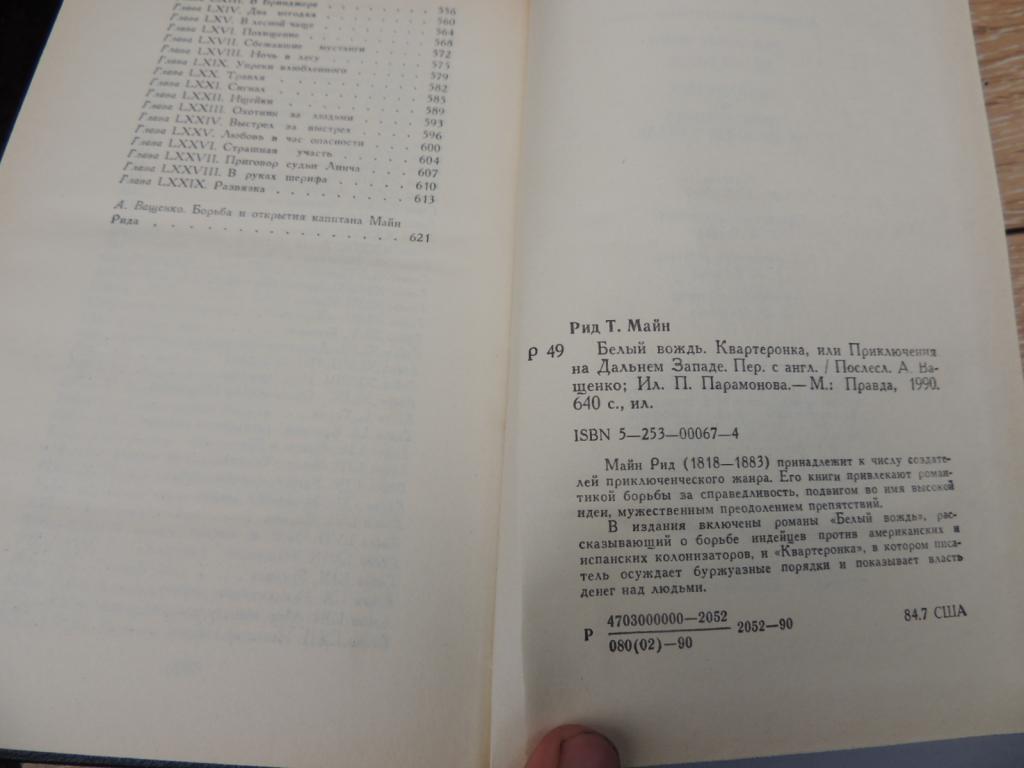 Глава LXIII. В Бринджере . . . . 556
Глава LXIV. Два негодяя . . . . 560
Глава LXV. В лесной чаще . . . . 564
Глава LXVI. Похищение . . . . 568
Глава LXVII. Сбежавшие мустанги . . . . 572
Глава LXVIII. Ночь в лесу . . . . 575
Глава LXIX. Упреки влюбленного . . . . 579
Глава LXX. Травля . . . . 582
Глава LXXI. Сигнал . . . . 585
Глава LXXII. Ищейки . . . . 589
Глава LXXIII. Охотники за людьми . . . . 593
Глава LXXIV. Выстрел за выстрел . . . . 596
Глава LXXV. Любовь в час опасности . . . . 600
Глава LXXVI. Страшная участь . . . . 604
Глава LXXVII. Приговор судьи Линча . . . . 607
Глава LXXVIII. В руках шерифа . . . . 610
Глава LXXIX. Развязка . . . . 613
А. Ващенко. Борьба и открытия капитана Майн
Рида . . . . 621
Рид Т. Майн
Р 49 Белый вождь. Квартеронка, или Приключения
на Дальнем Западе. Пер. с англ. / Послесл. А. Ва-
щенко; Ил. П. Парамонова.—М.: Правда, 1990.
640 с., ил.
ISBN 5—253—00067—4
Майн Рид (1818—1883) принадлежит к числу создате-
лей приключенческого жанра. Его книги привлекают роман-
тикой борьбы за справедливость, подвигом во имя высокой
идеи, мужественным преодолением препятствий.
В издания включены романы «Белый вождь», рас-
сказывающий о борьбе индейцев против американских и
испанских колонизаторов, и «Квартеронка», в котором писа-
тель осуждает буржуазные порядки и показывает власть
денег над людьми.
Р 4703000000—2052
080(02)—90 2052—90 84.7 США